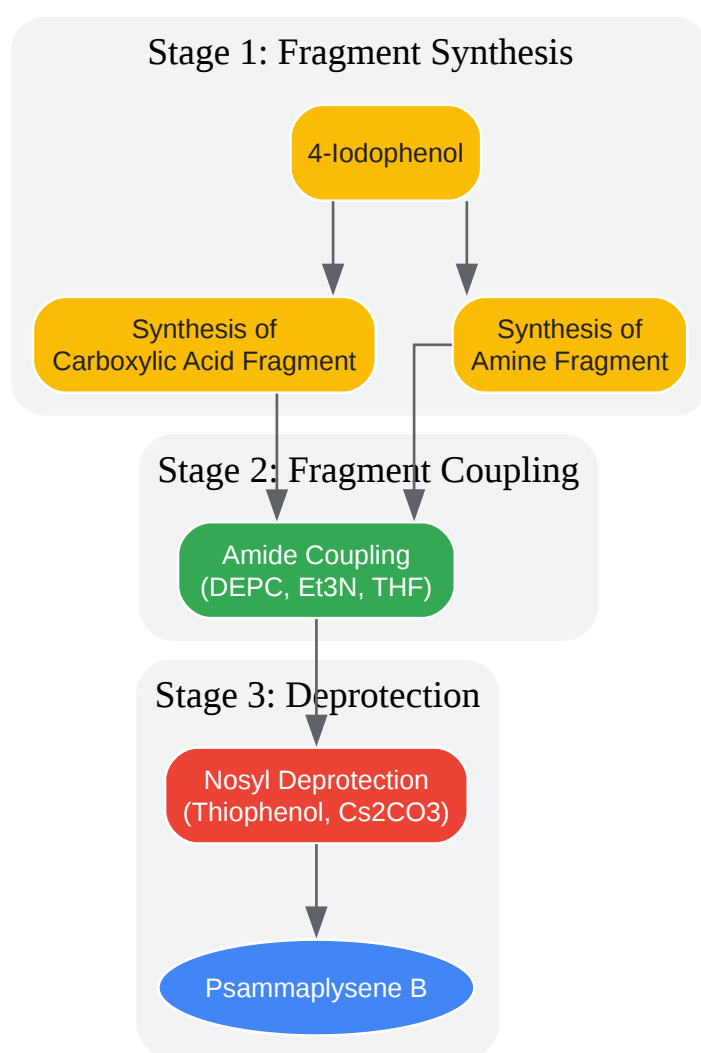 Stage 1: Fragment Synthesis
4-Iodophenol
Synthesis of
Carboxylic Acid Fragment
Synthesis of
Amine Fragment
Stage 2: Fragment Coupling
Amide Coupling
(DEPC, Et3N, THF)
Stage 3: Deprotection
Nosyl Deprotection
(Thiophenol, Cs2CO3)
Psammaplysene B